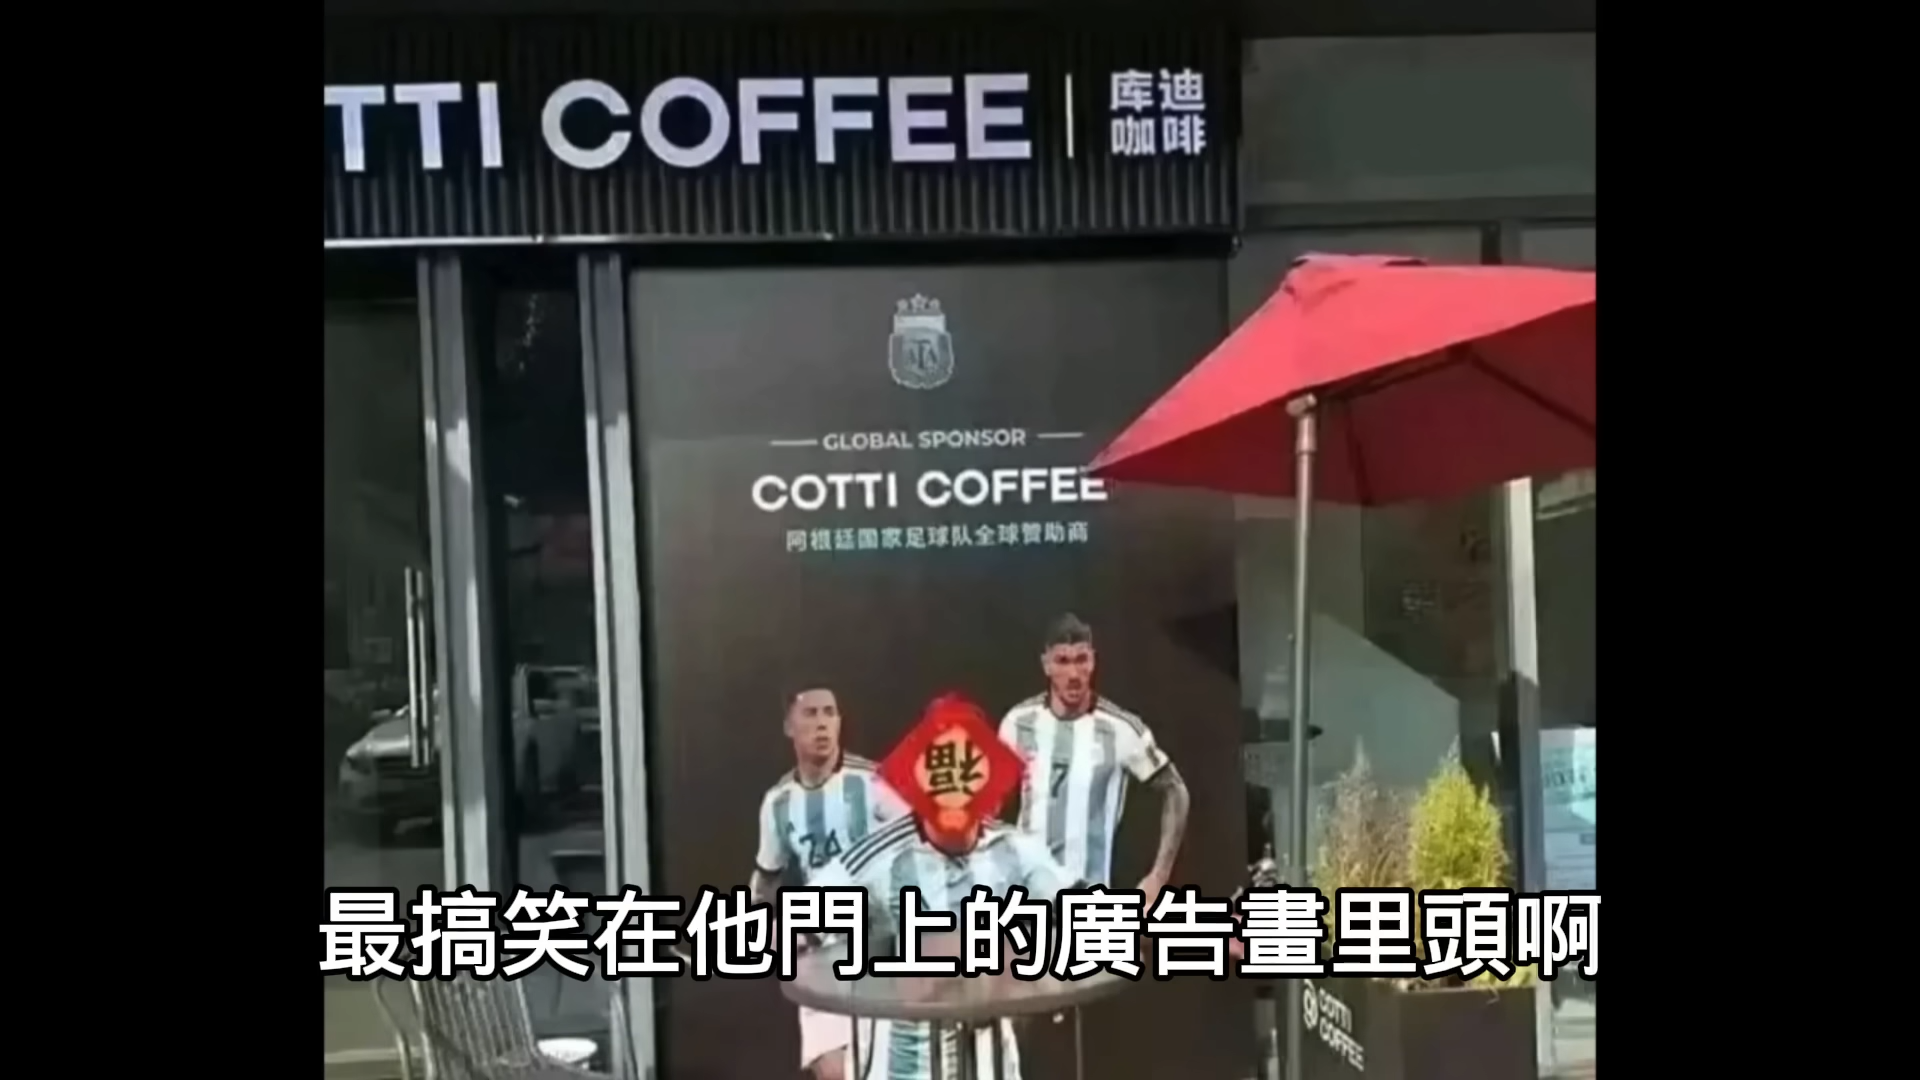 TTI COFFEE
库迪
咖啡
AFA
GLOBAL SPONSOR
COTTI COFFEE
阿根廷国家足球队全球赞助商
福
7
24
最搞笑在他門上的廣告畫里頭啊
COTTI
COFFEE